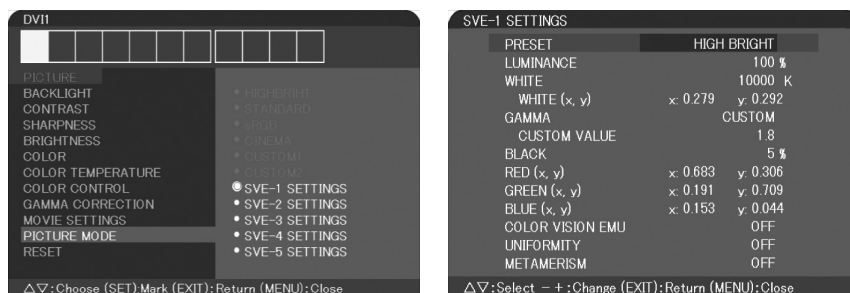 DVI1
PICTURE
BACKLIGHT
CONTRAST
SHARPNESS
BRIGHTNESS
COLOR
COLOR TEMPERATURE
COLOR CONTROL
GAMMA CORRECTION
MOVIE SETTINGS
PICTURE MODE
RESET
• HIGHBRIHT
• STANDARD
• sRGB
• CINEMA
• CUSTOM1
• CUSTOM2
SVE-1 SETTINGS
• SVE-2 SETTINGS
• SVE-3 SETTINGS
• SVE-4 SETTINGS
• SVE-5 SETTINGS
△▽:Choose (SET):Mark (EXIT):Return (MENU):Close
SVE-1 SETTINGS
PRESET HIGH BRIGHT
LUMINANCE 100 %
WHITE 10000 K
WHITE (x, y) x: 0.279 y: 0.292
GAMMA CUSTOM
CUSTOM VALUE 1.8
BLACK 5 %
RED (x, y) x: 0.683 y: 0.306
GREEN (x, y) x: 0.191 y: 0.709
BLUE (x, y) x: 0.153 y: 0.044
COLOR VISION EMU OFF
UNIFORMITY OFF
METAMERISM OFF
△▽:Select －＋:Change (EXIT):Return (MENU):Close